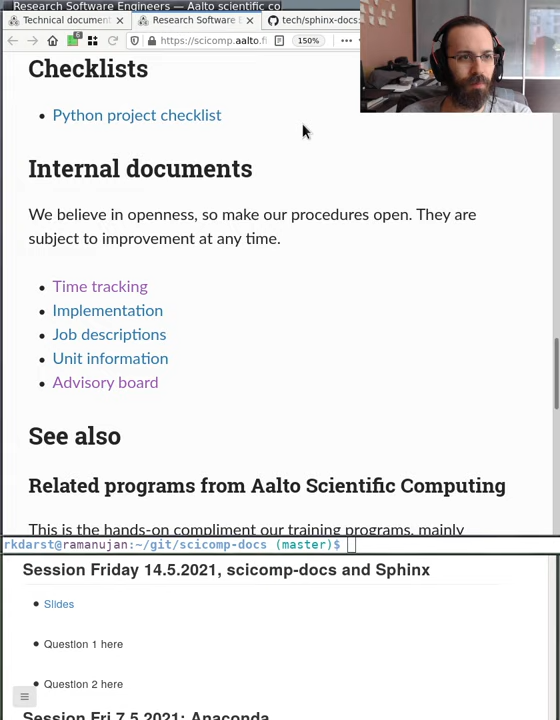 Research Software Engineers — Aalto scientific co
Technical document
Research Software E
tech/sphinx-docs:
https://scicomp.aalto.fi
150%
Checklists
• Python project checklist
Internal documents
We believe in openness, so make our procedures open. They are
subject to improvement at any time.
• Time tracking
• Implementation
• Job descriptions
• Unit information
• Advisory board
See also
Related programs from Aalto Scientific Computing
This is the hands-on compliment our training programs, mainly
rkdarst@ramanujan:~/git/scicomp-docs (master)$
Session Friday 14.5.2021, scicomp-docs and Sphinx
• Slides
• Question 1 here
• Question 2 here
Session Fri 7.5.2021: Anaconda